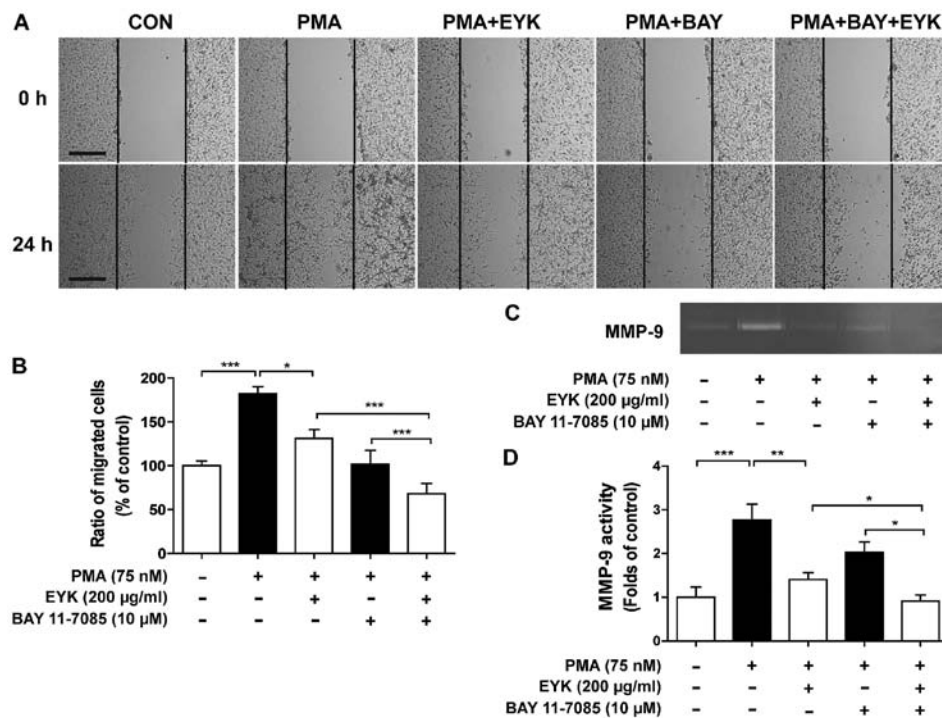 A
CON PMA PMA+EYK PMA+BAY PMA+BAY+EYK
0 h
24 h
B
Ratio of migrated cells
(% of control)
200
150
100
50
0
*** *
***
***
PMA (75 nM) - + + + +
EYK (200 µg/ml) - - + - +
BAY 11-7085 (10 µM) - - - + +
C
MMP-9
PMA (75 nM) - + + + +
EYK (200 µg/ml) - - + - +
BAY 11-7085 (10 µM) - - - + +
D
MMP-9 activity
(Folds of control)
4
3
2
1
0
*** **
*
*
PMA (75 nM) - + + + +
EYK (200 µg/ml) - - + - +
BAY 11-7085 (10 µM) - - - + +